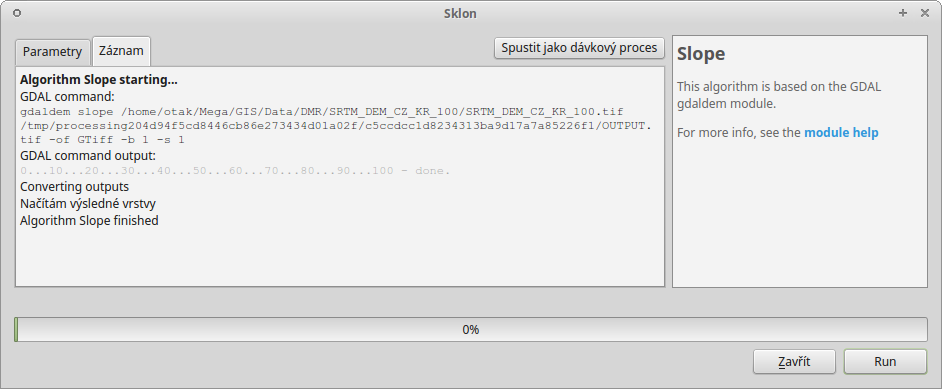 Sklon
Parametry
Záznam
Spustit jako dávkový proces
Algorithm Slope starting...
GDAL command:
gdaldem slope /home/otak/Mega/GIS/Data/DMR/SRTM_DEM_CZ_KR_100/SRTM_DEM_CZ_KR_100.tif
/tmp/processing204d94f5cd8446cb86e273434d01a02f/c5ccdcc1d8234313ba9d17a7a85226f1/OUTPUT.
tif -of GTiff -b 1 -s 1
GDAL command output:
0...10...20...30...40...50...60...70...80...90...100 - done.
Converting outputs
Načítám výsledné vrstvy
Algorithm Slope finished
Slope
This algorithm is based on the GDAL
gdaldem module.
For more info, see the module help
0%
Zavřít
Run